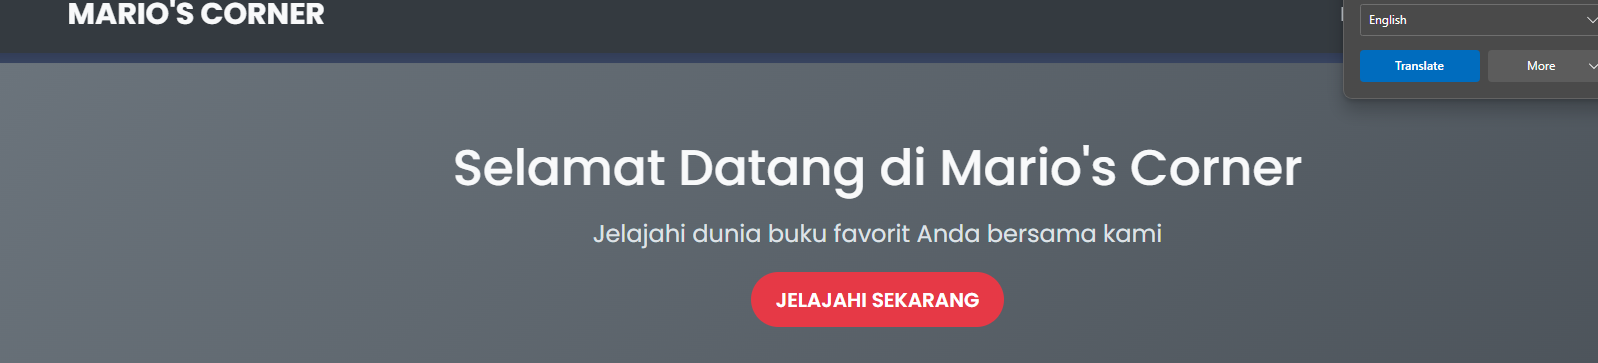 MARIO'S CORNER
English
Translate
More
Selamat Datang di Mario's Corner
Jelajahi dunia buku favorit Anda bersama kami
JELAJAHI SEKARANG